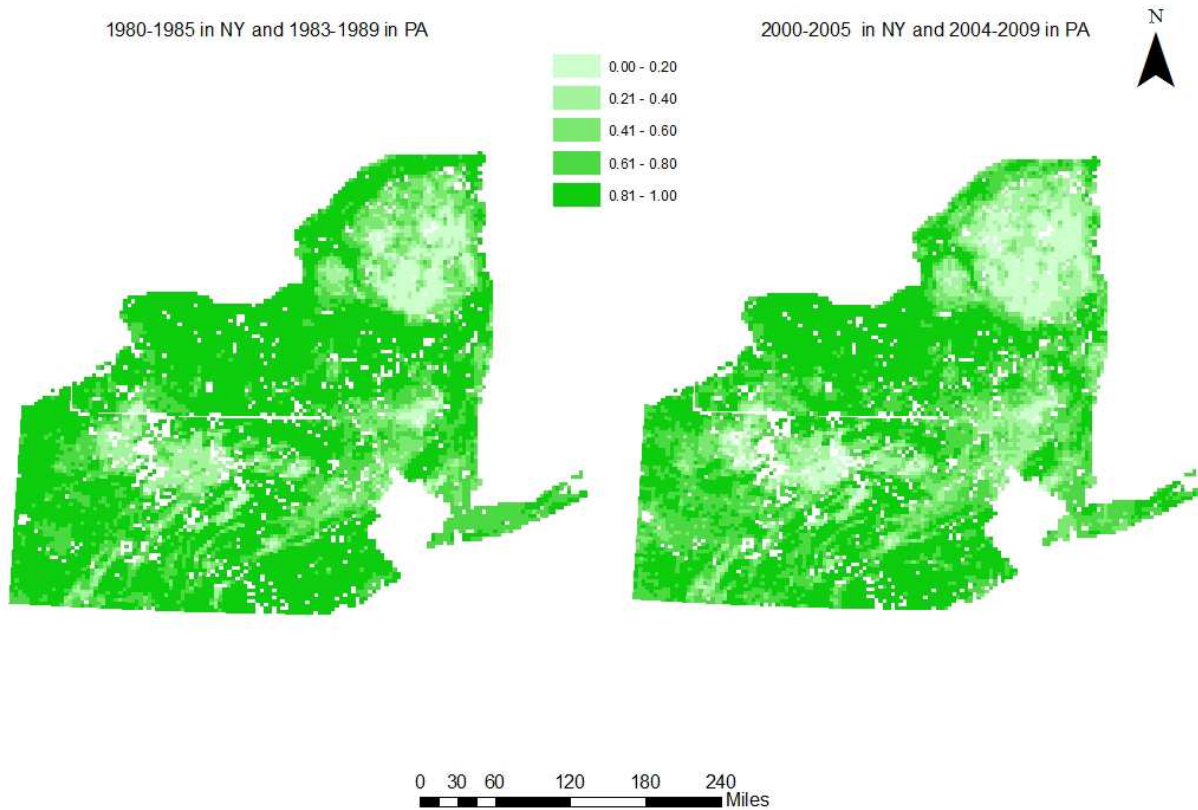 1980-1985 in NY and 1983-1989 in PA
2000-2005 in NY and 2004-2009 in PA
N
0.00 - 0.20
0.21 - 0.40
0.41 - 0.60
0.61 - 0.80
0.81 - 1.00
0 30 60 120 180 240
Miles